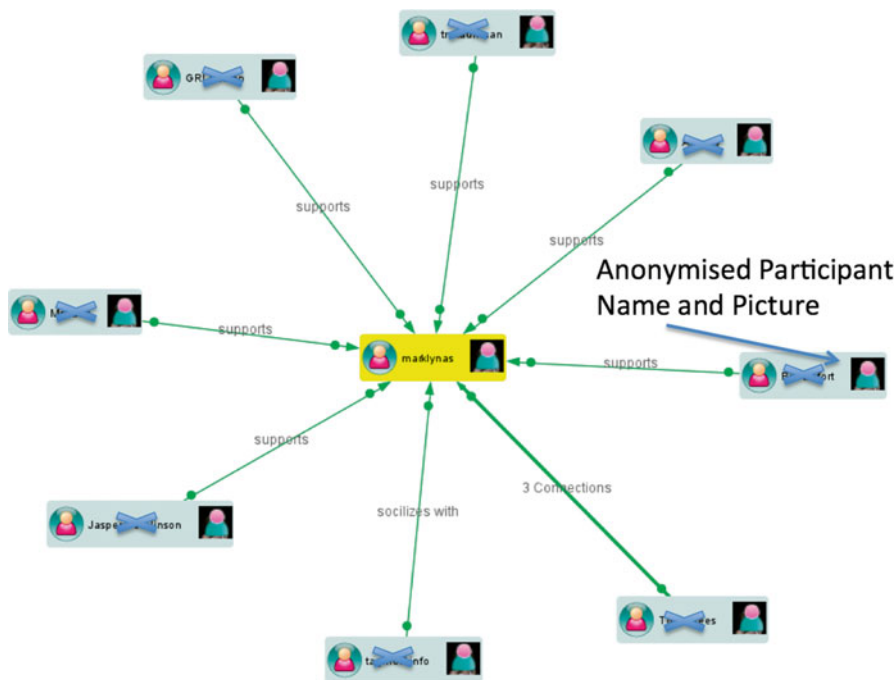 supports
supports
supports
Anonymised Participant
Name and Picture
supports
marklynas
supports
supports
3 Connections
socilizes with